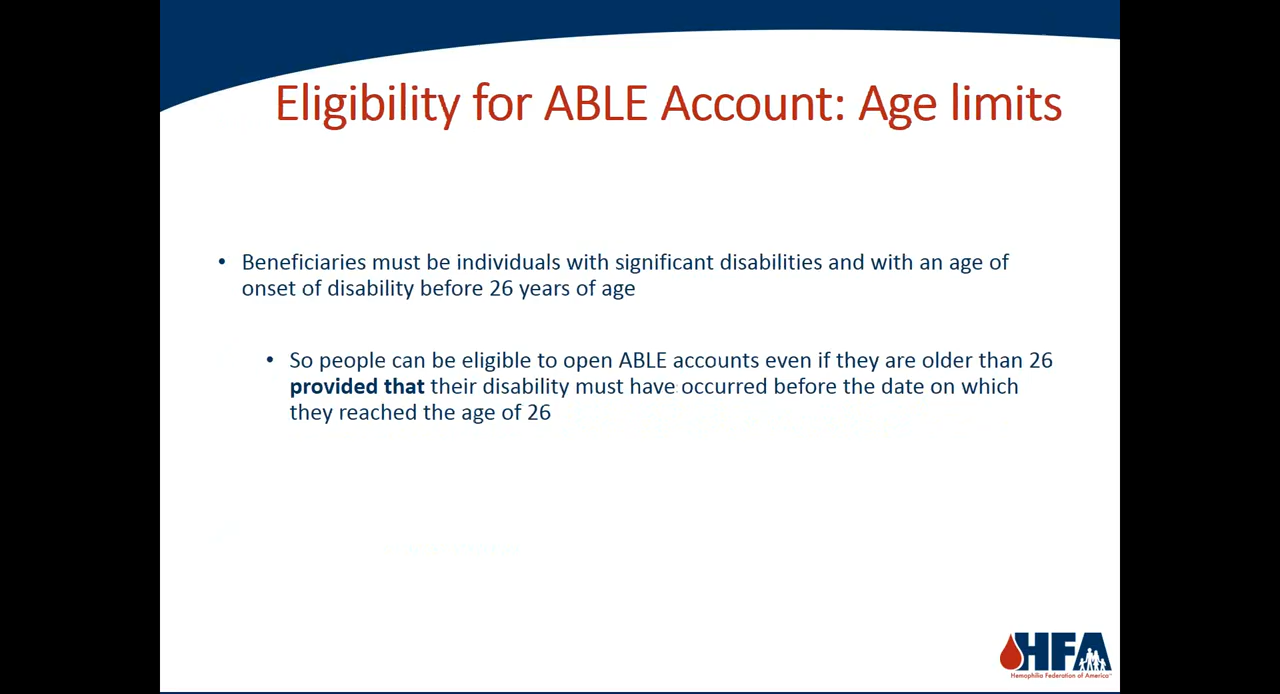 Eligibility for ABLE Account: Age limits
• Beneficiaries must be individuals with significant disabilities and with an age of
onset of disability before 26 years of age
• So people can be eligible to open ABLE accounts even if they are older than 26
provided that their disability must have occurred before the date on which
they reached the age of 26
HFA
Hemophilia Federation of America